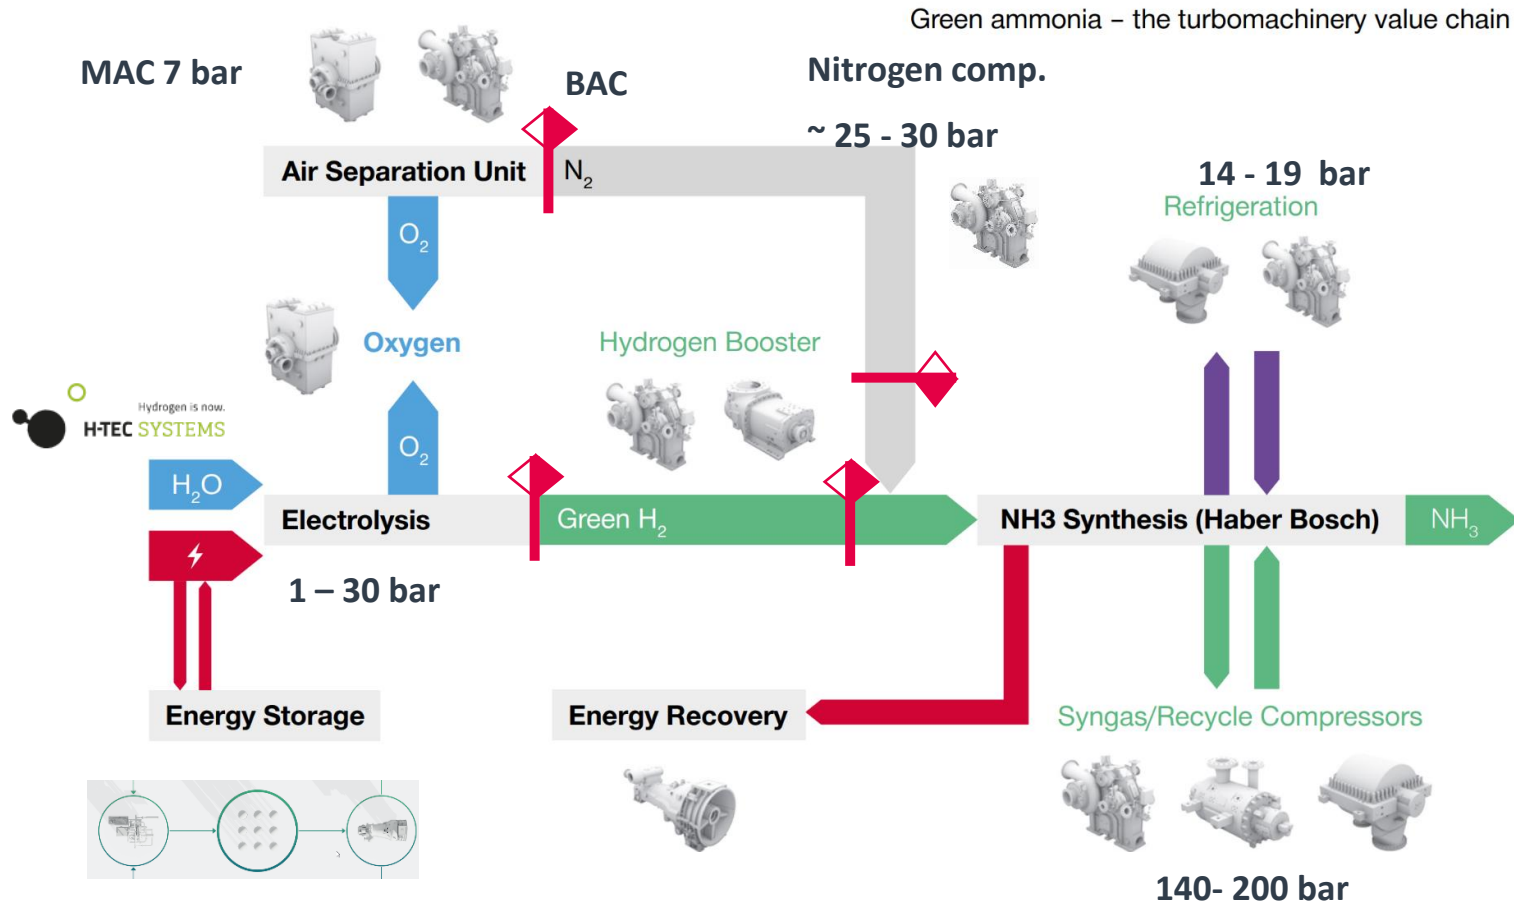 Green ammonia – the turbomachinery value chain
MAC 7 bar
BAC
Nitrogen comp.
~ 25 - 30 bar
Air Separation Unit
N₂
14 - 19 bar
Refrigeration
O₂
Oxygen
Hydrogen Booster
Hydrogen is now.
H-TEC SYSTEMS
O₂
H₂O
Electrolysis
Green H₂
NH3 Synthesis (Haber Bosch)
NH₃
1 – 30 bar
Energy Storage
Energy Recovery
Syngas/Recycle Compressors
140- 200 bar